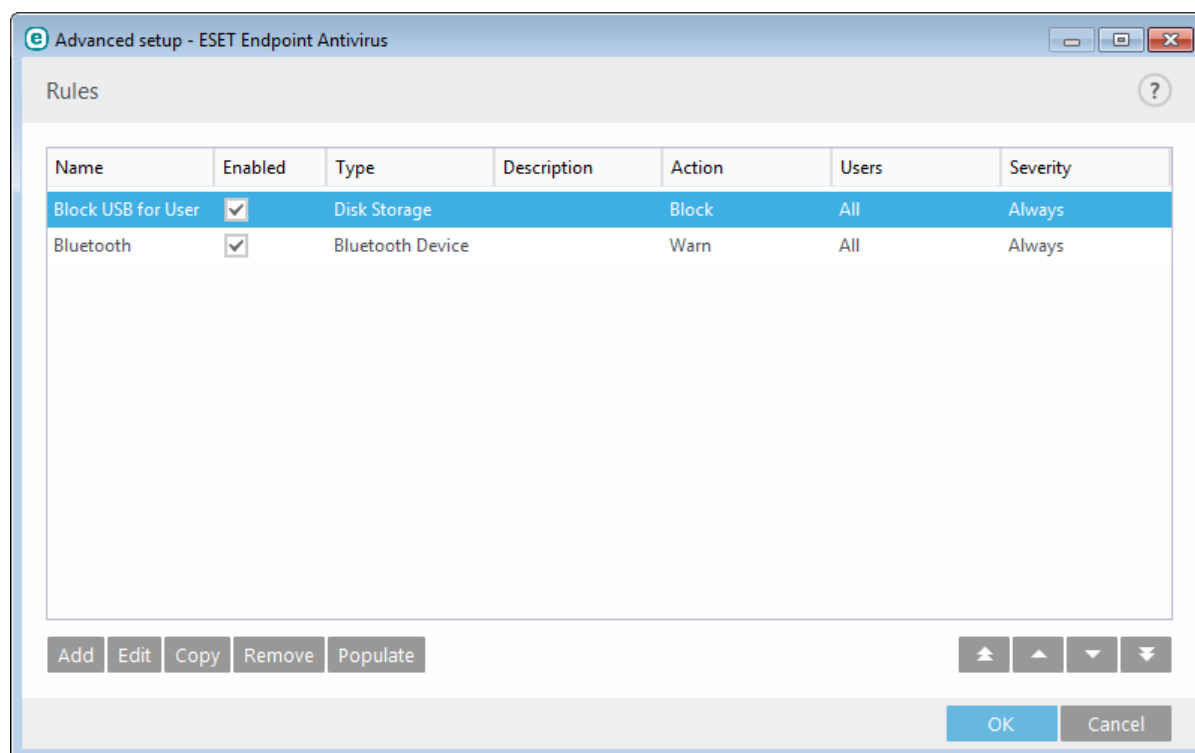 Advanced setup - ESET Endpoint Antivirus
Rules ?
Name Enabled Type Description Action Users Severity
Block USB for User Disk Storage Block All Always
Bluetooth Bluetooth Device Warn All Always
Add Edit Copy Remove Populate
OK Cancel